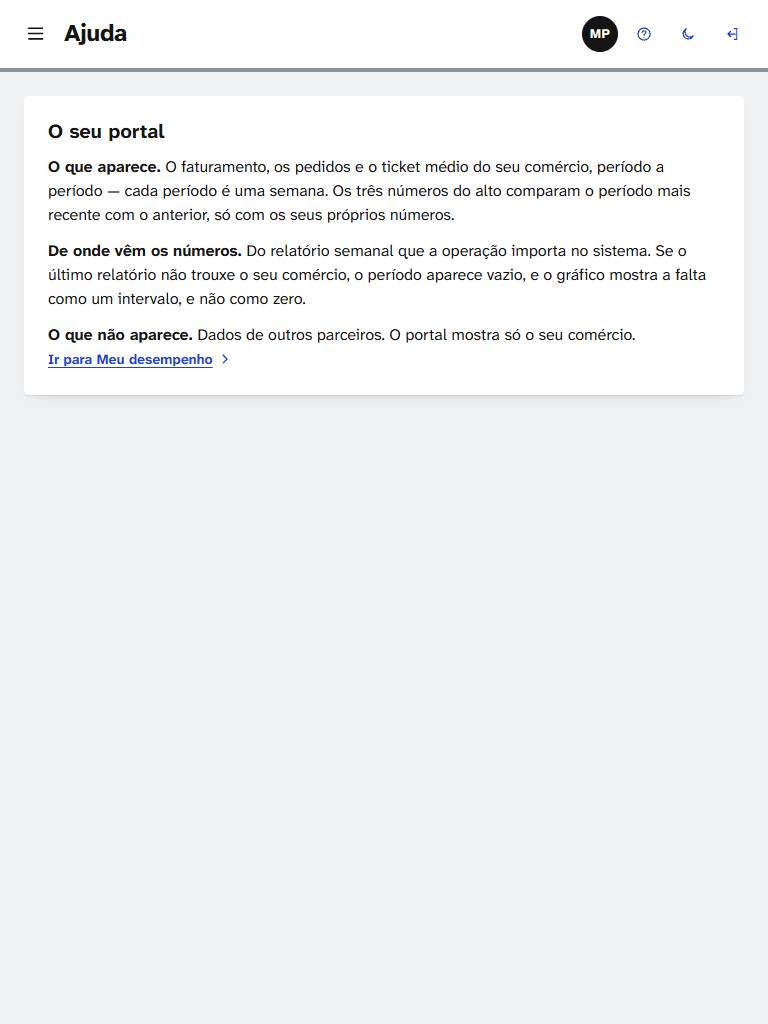 Ajuda
MP
O seu portal
O que aparece. O faturamento, os pedidos e o ticket médio do seu comércio, período a
período — cada período é uma semana. Os três números do alto comparam o período mais
recente com o anterior, só com os seus próprios números.
De onde vêm os números. Do relatório semanal que a operação importa no sistema. Se o
último relatório não trouxe o seu comércio, o período aparece vazio, e o gráfico mostra a falta
como um intervalo, e não como zero.
O que não aparece. Dados de outros parceiros. O portal mostra só o seu comércio.
Ir para Meu desempenho